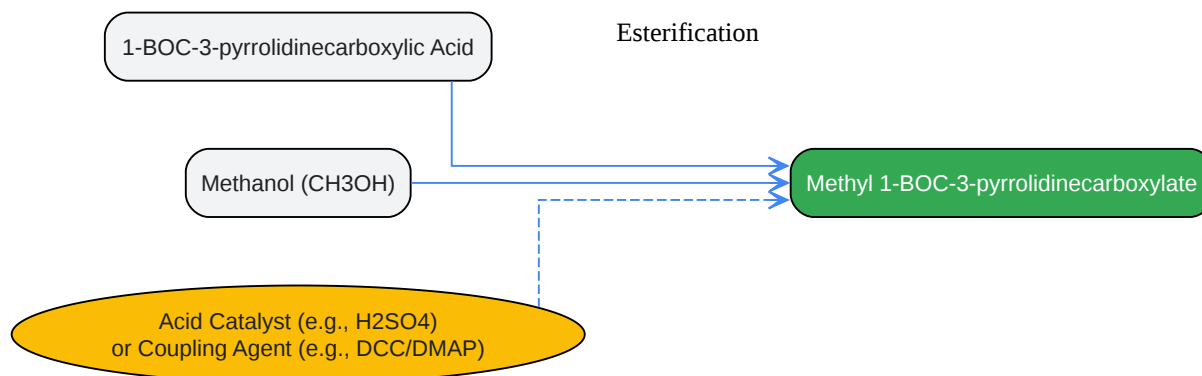 Esterification
1-BOC-3-pyrrolidinecarboxylic Acid
Methanol (CH3OH)
Methyl 1-BOC-3-pyrrolidinecarboxylate
Acid Catalyst (e.g., H2SO4)
or Coupling Agent (e.g., DCC/DMAP)